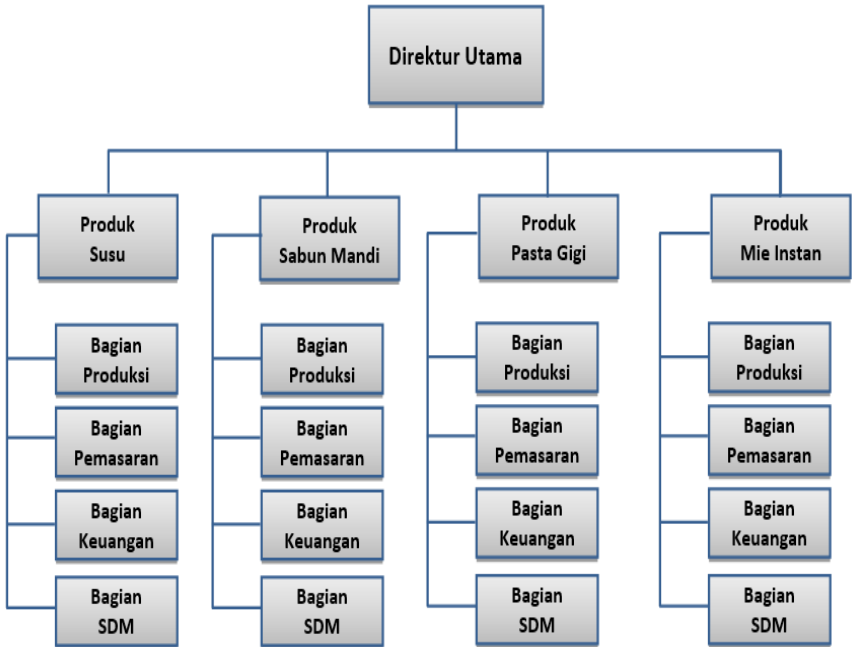 Direktur Utama
Produk
Susu
Produk
Sabun Mandi
Produk
Pasta Gigi
Produk
Mie Instan
Bagian
Produksi
Bagian
Produksi
Bagian
Produksi
Bagian
Produksi
Bagian
Pemasaran
Bagian
Pemasaran
Bagian
Pemasaran
Bagian
Pemasaran
Bagian
Keuangan
Bagian
Keuangan
Bagian
Keuangan
Bagian
Keuangan
Bagian
SDM
Bagian
SDM
Bagian
SDM
Bagian
SDM